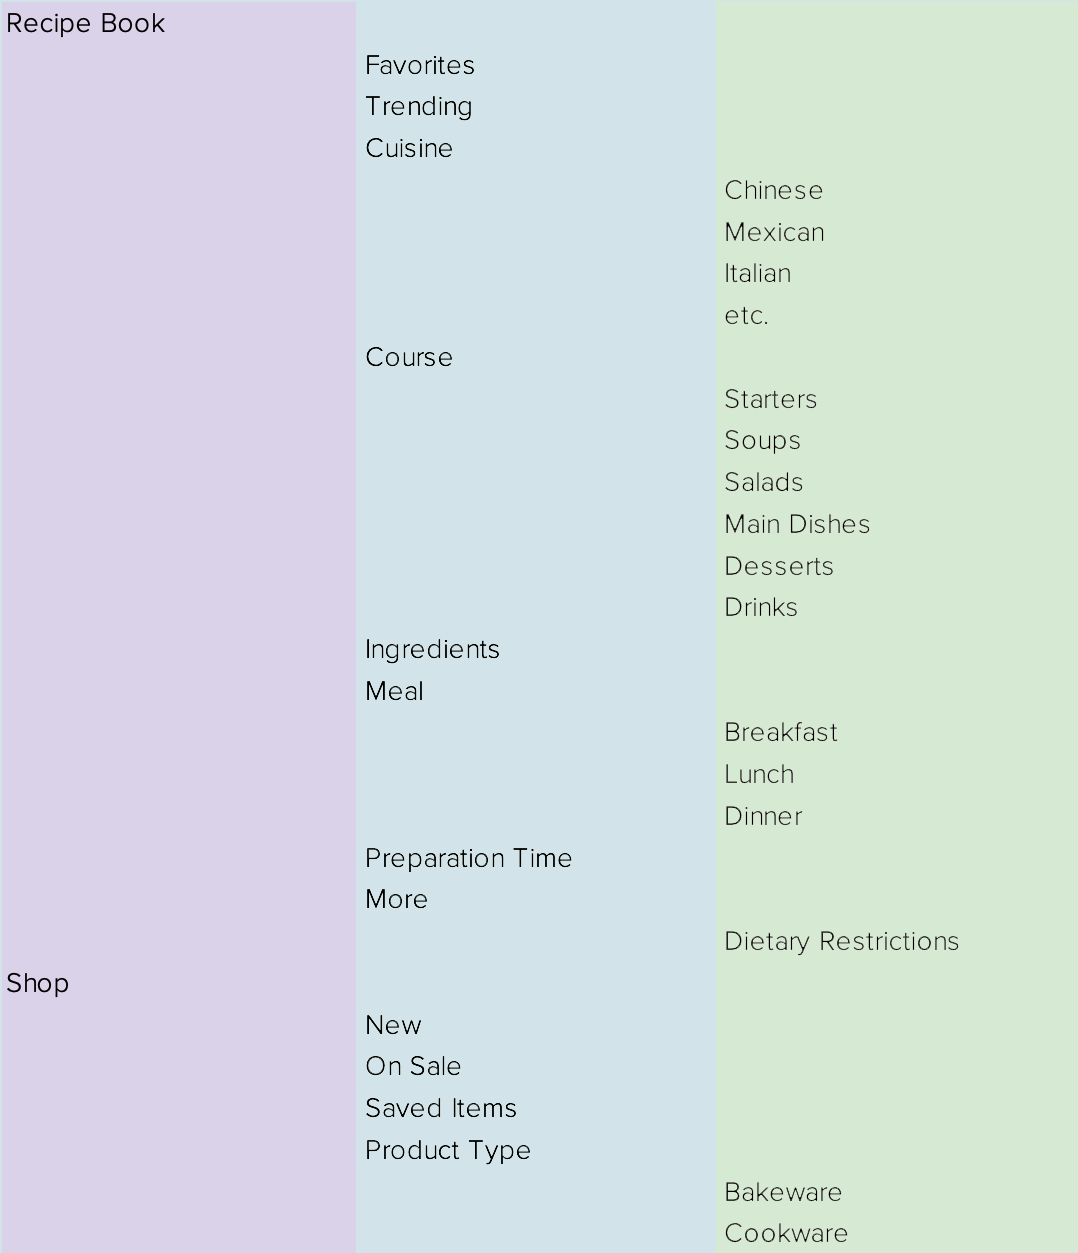 Recipe Book
Favorites
Trending
Cuisine
Chinese
Mexican
Italian
etc.
Course
Starters
Soups
Salads
Main Dishes
Desserts
Drinks
Ingredients
Meal
Breakfast
Lunch
Dinner
Preparation Time
More
Dietary Restrictions
Shop
New
On Sale
Saved Items
Product Type
Bakeware
Cookware